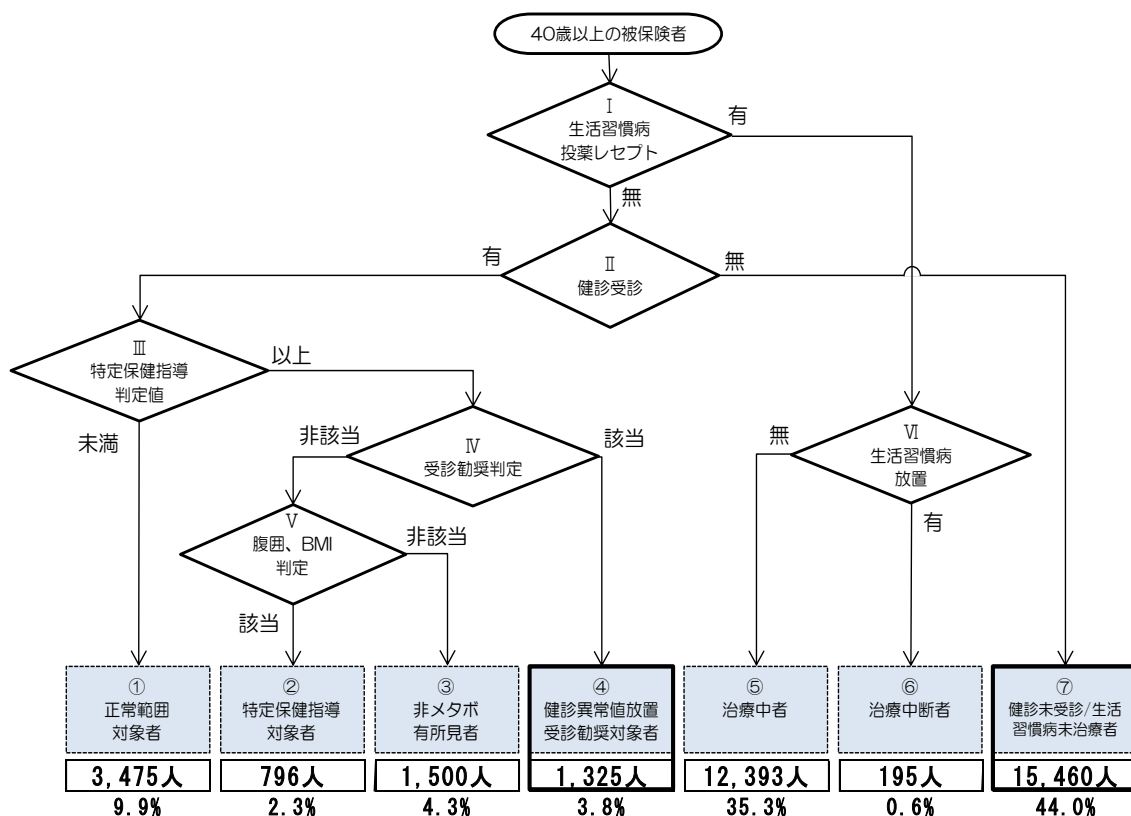 40歳以上の被保険者
Ⅰ
生活習慣病
投薬レセプト
有
無
Ⅱ
健診受診
有
無
Ⅲ
特定保健指導
判定値
以上
未満
Ⅳ
受診勧奨判定
非該当
該当
Ⅵ
生活習慣病
放置
無
有
Ⅴ
腹囲、BMI
判定
非該当
該当
①
正常範囲
対象者
3,475人
9.9%
②
特定保健指導
対象者
796人
2.3%
③
非メタボ
有所見者
1,500人
4.3%
④
健診異常値放置
受診勧奨対象者
1,325人
3.8%
⑤
治療中者
12,393人
35.3%
⑥
治療中断者
195人
0.6%
⑦
健診未受診/生活
習慣病未治療者
15,460人
44.0%